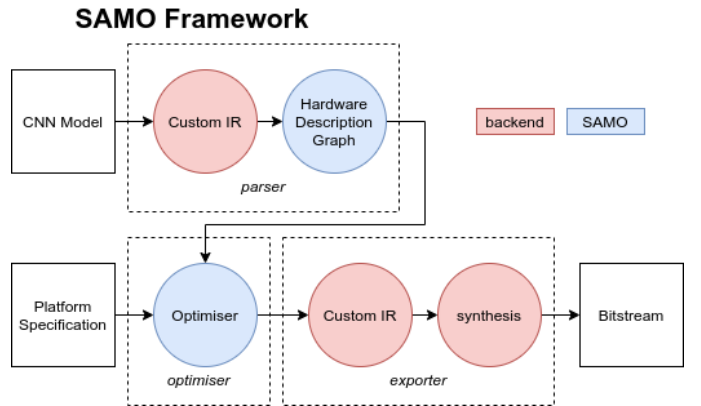 SAMO Framework
CNN Model
Custom IR
Hardware
Description
Graph
parser
backend
SAMO
Platform
Specification
Optimiser
optimiser
Custom IR
synthesis
exporter
Bitstream